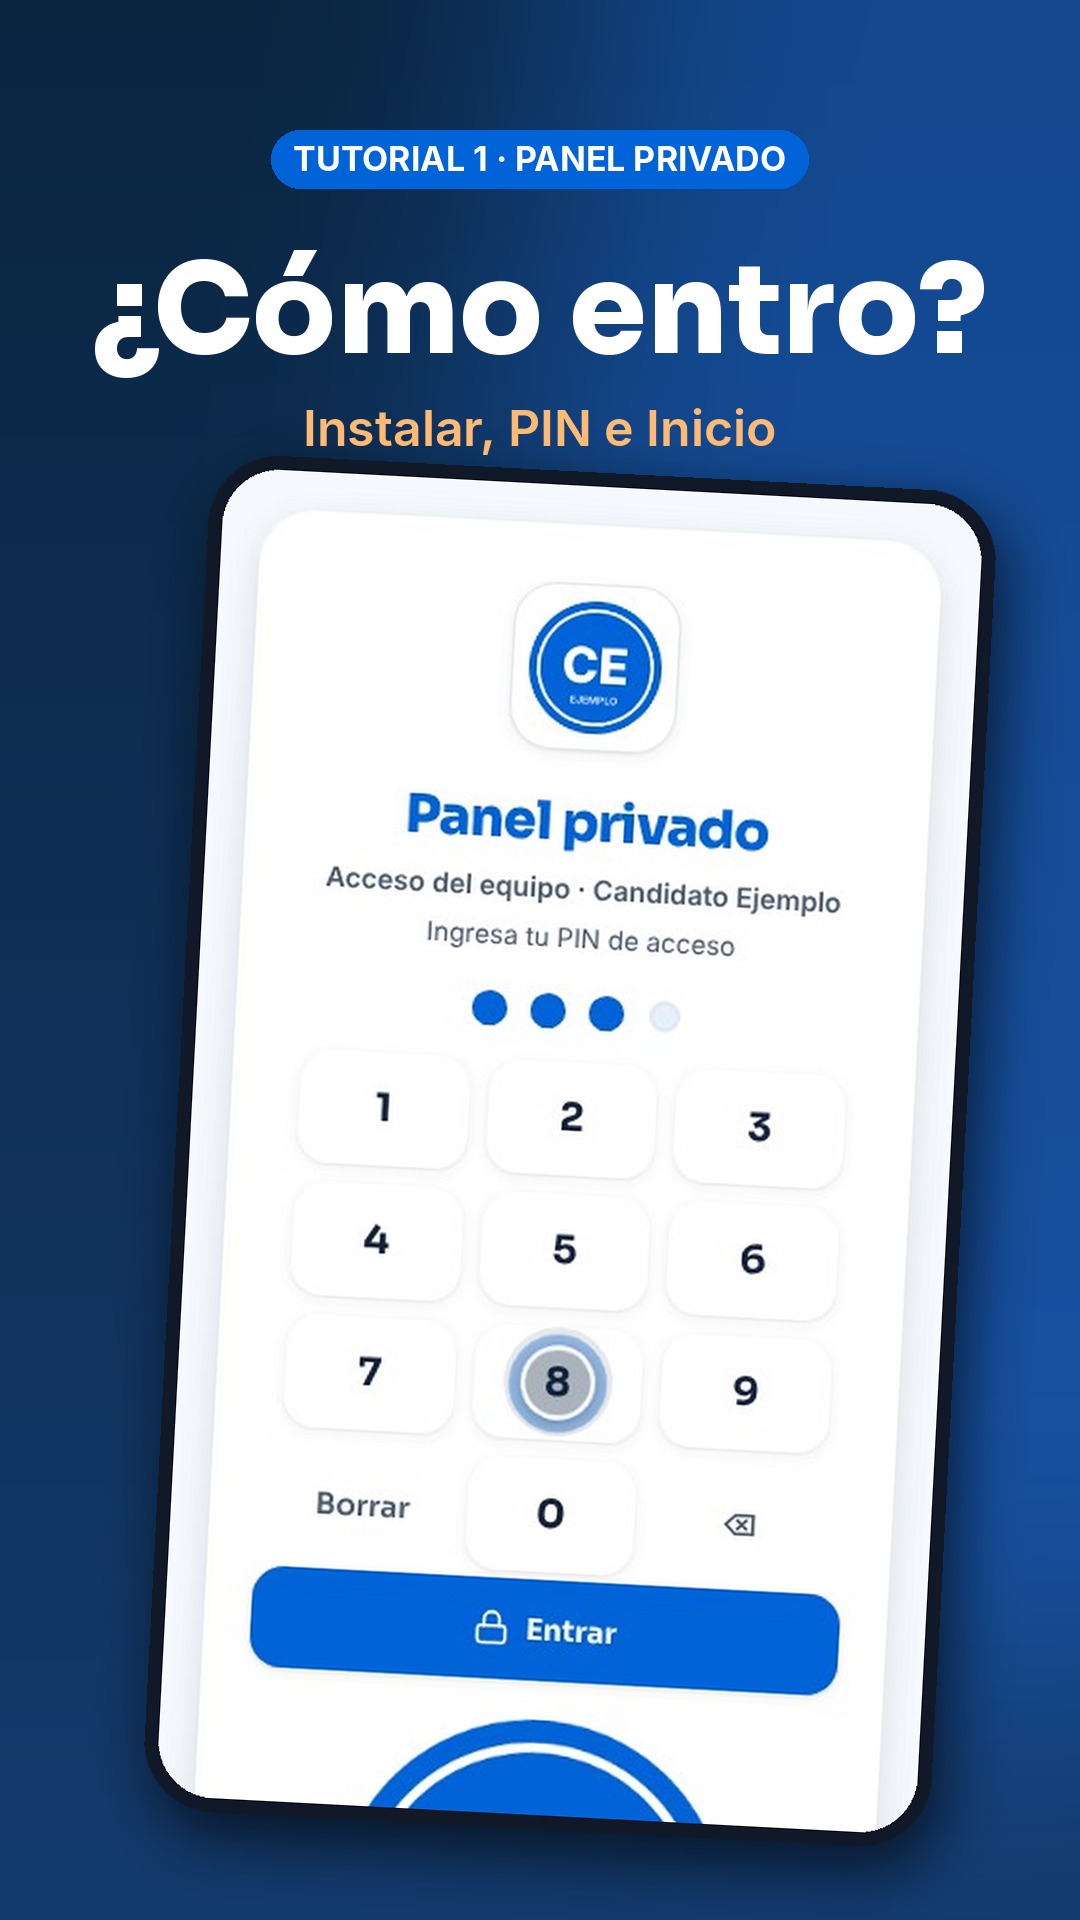 TUTORIAL 1 · PANEL PRIVADO
¿Cómo entro?
Instalar, PIN e Inicio
CE
EJEMPLO
Panel privado
Acceso del equipo · Candidato Ejemplo
Ingresa tu PIN de acceso
1 2 3
4 5 6
7 8 9
Borrar 0
Entrar